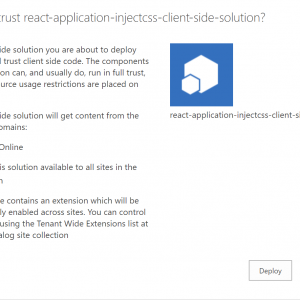 trust react-application-injectcss-client-side-solution?
ide solution you are about to deploy
l trust client side code. The components
on can, and usually do, run in full trust,
urce usage restrictions are placed on
react-application-injectcss-client-sid
ide solution will get content from the
omains:
Online
is solution available to all sites in the
n
e contains an extension which will be
ly enabled across sites. You can control
using the Tenant Wide Extensions list at
alog site collection
Deploy